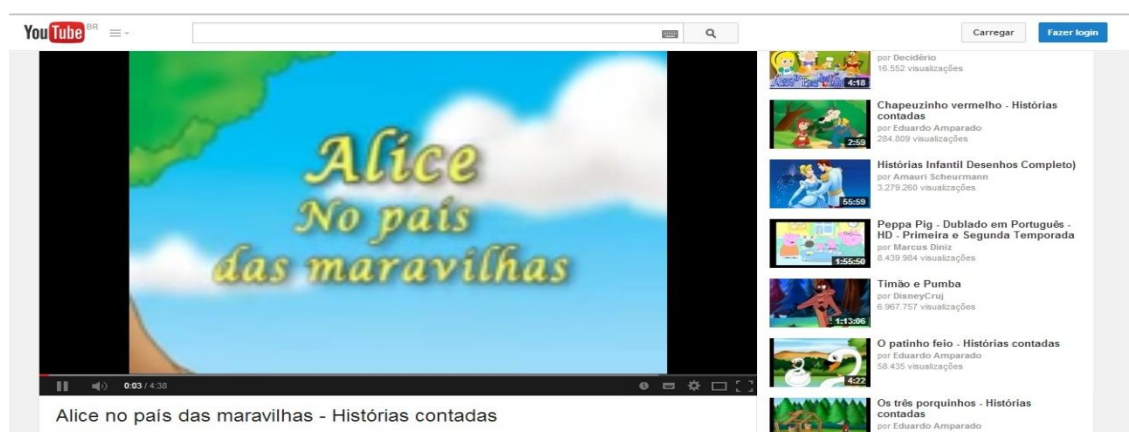 YouTube BR
Carregar
Fazer login
Alice
No país
das maravilhas
0:03 / 4:38
Alice no país das maravilhas - Histórias contadas
por Decidério
16.552 visualizações
4:18
Chapeuzinho vermelho - Histórias
contadas
por Eduardo Amparado
284.809 visualizações
2:59
Histórias Infantil Desenhos Completo)
por Amauri Scheurmann
3.279.260 visualizações
55:59
Peppa Pig - Dublado em Português -
HD - Primeira e Segunda Temporada
por Marcus Diniz
8.439.984 visualizações
1:55:50
Timão e Pumba
por DisneyCruj
6.967.757 visualizações
1:13:06
O patinho feio - Histórias contadas
por Eduardo Amparado
58.435 visualizações
4:22
Os três porquinhos - Histórias
contadas
por Eduardo Amparado